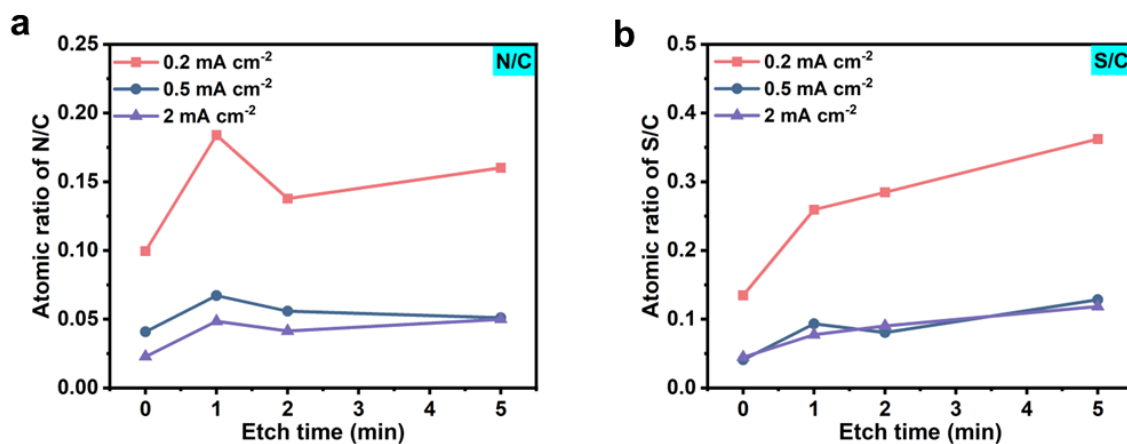 a
N/C
0.2 mA cm⁻²
0.5 mA cm⁻²
2 mA cm⁻²
Atomic ratio of N/C
0.25
0.20
0.15
0.10
0.05
0.00
0 1 2 3 4 5
Etch time (min)
b
S/C
0.2 mA cm⁻²
0.5 mA cm⁻²
2 mA cm⁻²
Atomic ratio of S/C
0.5
0.4
0.3
0.2
0.1
0.0
0 1 2 3 4 5
Etch time (min)